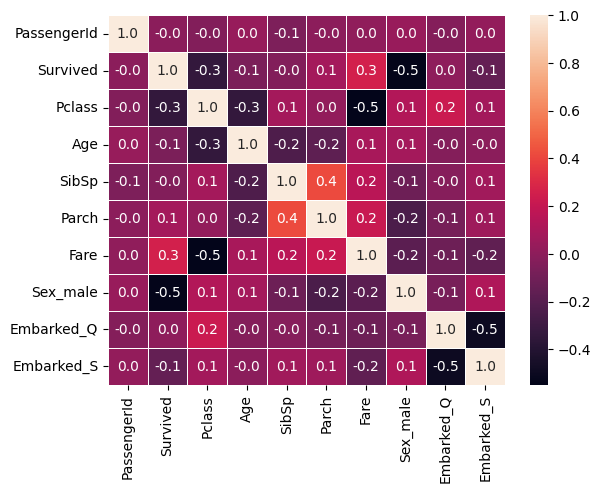 PassengerId 1.0 -0.0 -0.0 0.0 -0.1 -0.0 0.0 0.0 -0.0 0.0
Survived -0.0 1.0 -0.3 -0.1 -0.0 0.1 0.3 -0.5 0.0 -0.1
Pclass -0.0 -0.3 1.0 -0.3 0.1 0.0 -0.5 0.1 0.2 0.1
Age 0.0 -0.1 -0.3 1.0 -0.2 -0.2 0.1 0.1 -0.0 -0.0
SibSp -0.1 -0.0 0.1 -0.2 1.0 0.4 0.2 -0.1 -0.0 0.1
Parch -0.0 0.1 0.0 -0.2 0.4 1.0 0.2 -0.2 -0.1 0.1
Fare 0.0 0.3 -0.5 0.1 0.2 0.2 1.0 -0.2 -0.1 -0.2
Sex_male 0.0 -0.5 0.1 0.1 -0.1 -0.2 -0.2 1.0 -0.1 0.1
Embarked_Q -0.0 0.0 0.2 -0.0 -0.0 -0.1 -0.1 -0.1 1.0 -0.5
Embarked_S 0.0 -0.1 0.1 -0.0 0.1 0.1 -0.2 0.1 -0.5 1.0
PassengerId
Survived
Pclass
Age
SibSp
Parch
Fare
Sex_male
Embarked_Q
Embarked_S
1.0
0.8
0.6
0.4
0.2
0.0
−0.2
−0.4